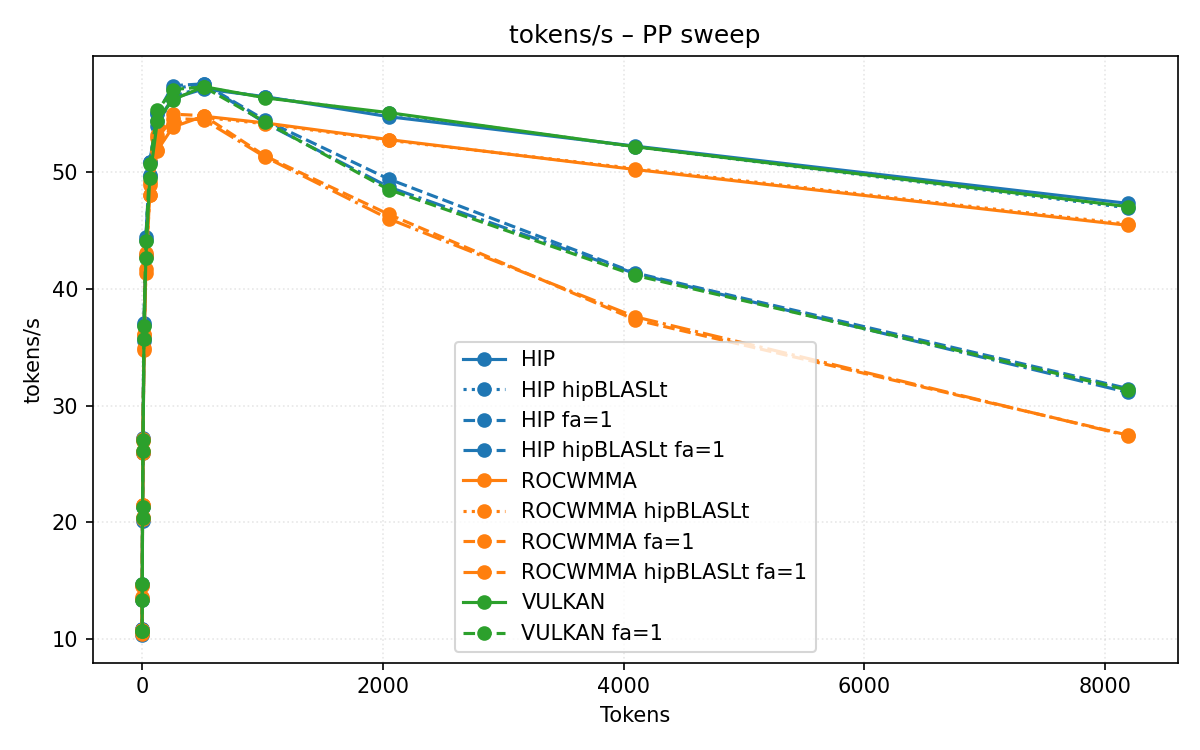 tokens/s – PP sweep
tokens/s
50
40
30
20
10
HIP
HIP hipBLASLt
HIP fa=1
HIP hipBLASLt fa=1
ROCWMMA
ROCWMMA hipBLASLt
ROCWMMA fa=1
ROCWMMA hipBLASLt fa=1
VULKAN
VULKAN fa=1
0 2000 4000 6000 8000
Tokens